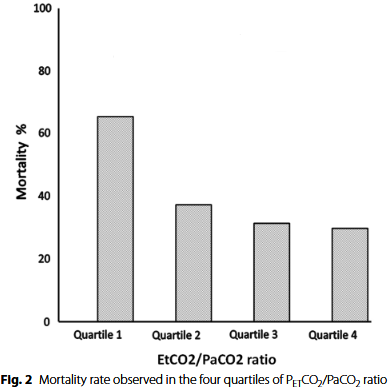 100
80
60
40
20
0
Mortality %
Quartile 1 Quartile 2 Quartile 3 Quartile 4
EtCO2/PaCO2 ratio
Fig. 2 Mortality rate observed in the four quartiles of PETCO2/PaCO2 ratio